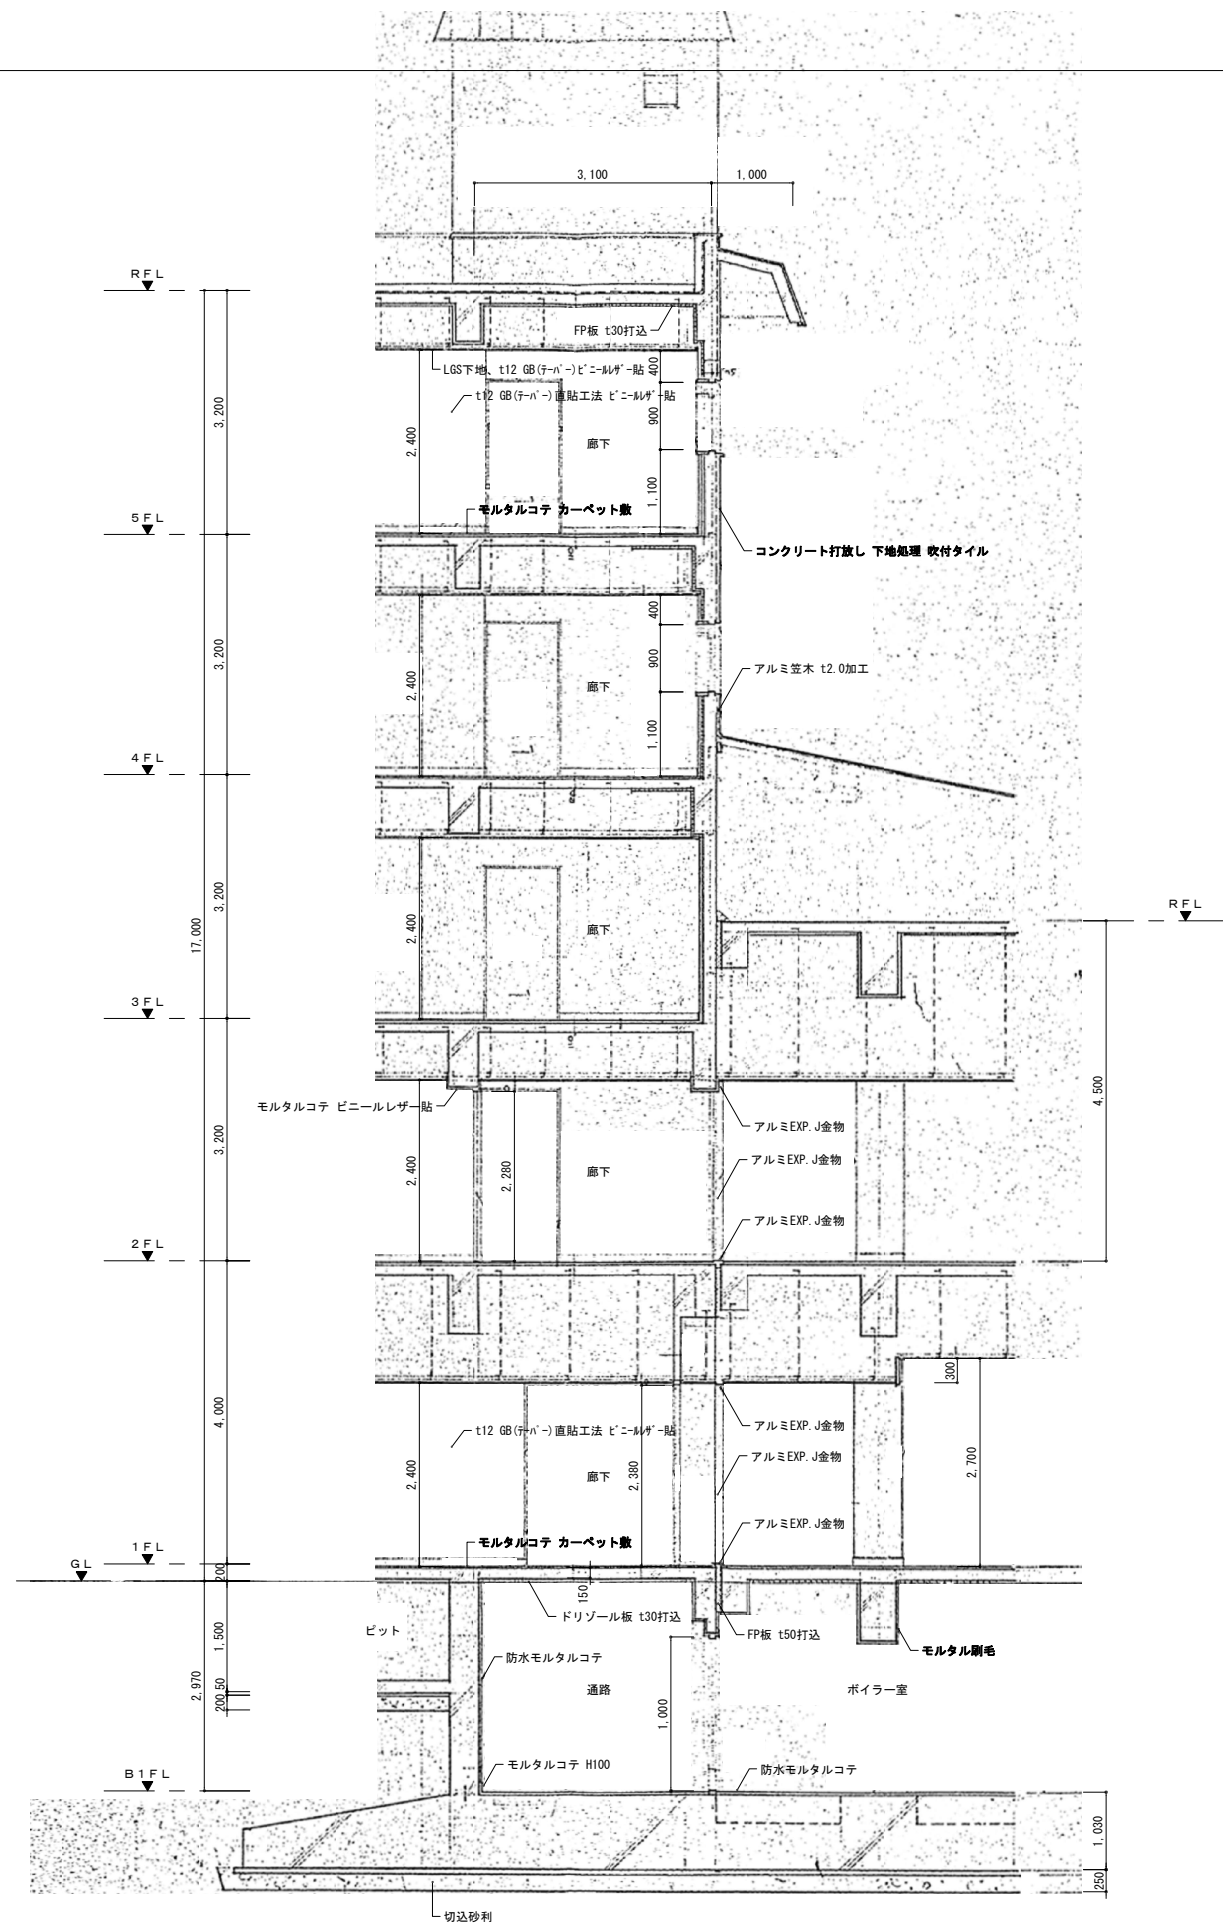 3,100
1,000
RFL
FP板 t30打込
LGS下地、t12 GB(テーパー)ビニールレザー貼
400
t12 GB(テーパー)直貼工法 ビニールレザー貼
3,200
900
2,400
廊下
1,100
モルタルコテ カーペット敷
5FL
コンクリート打放し 下地処理 吹付タイル
400
3,200
900
アルミ笠木 t2.0加工
2,400
廊下
1,100
4FL
3,200
RFL
17,000
2,400
廊下
3FL
4,500
モルタルコテ ビニールレザー貼
アルミEXP.J金物
3,200
アルミEXP.J金物
2,400
2,280
廊下
アルミEXP.J金物
2FL
300
4,000
アルミEXP.J金物
t12 GB(テーパー)直貼工法 ビニールレザー貼
アルミEXP.J金物
2,400
廊下
2,380
2,700
アルミEXP.J金物
モルタルコテ カーペット敷
1FL
GL
200
150
ドリゾール板 t30打込
ピット
FP板 t50打込
1,500
モルタル刷毛
防水モルタルコテ
2,970
50
通路
ボイラー室
200
1,000
モルタルコテ H100
防水モルタルコテ
B1FL
1,030
250
切込砂利